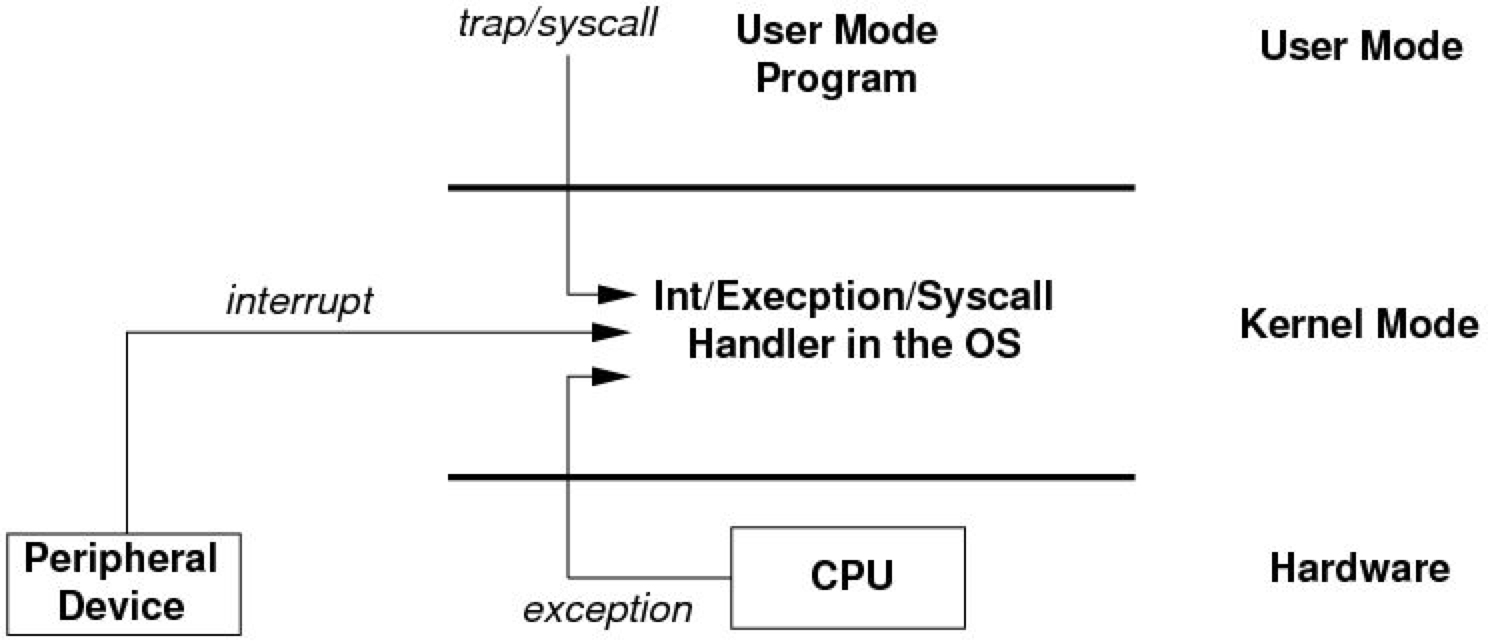 trap/syscall
User Mode
Program
User Mode
interrupt
Int/Execption/Syscall
Handler in the OS
Kernel Mode
Peripheral
Device
CPU
exception
Hardware